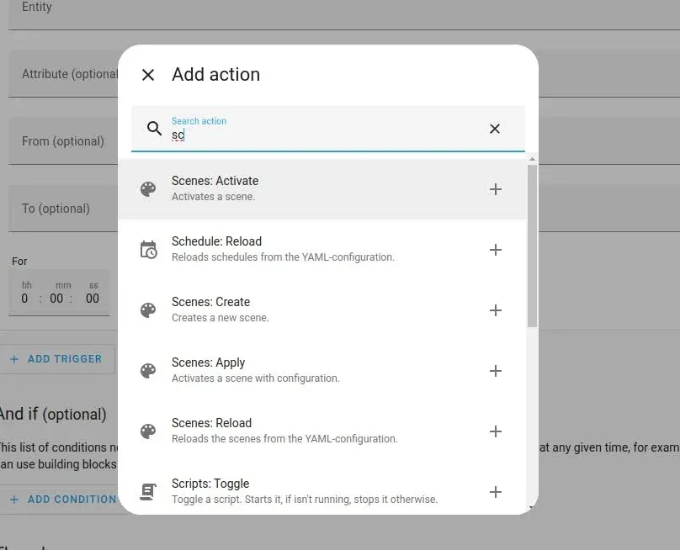 Entity
Add action
Attribute (optional
Search action
sc
From (optional)
Scenes: Activate
Activates a scene.
To (optional)
Schedule: Reload
Reloads schedules from the YAML-configuration.
For
hh mm ss
0 : 00 : 00
Scenes: Create
Creates a new scene.
+ ADD TRIGGER
Scenes: Apply
Activates a scene with configuration.
And if (optional)
Scenes: Reload
Reloads the scenes from the YAML-configuration.
This list of conditions ne
at any given time, for exam
an use building blocks
+ ADD CONDITION
Scripts: Toggle
Toggle a script. Starts it, if isn't running, stops it otherwise.